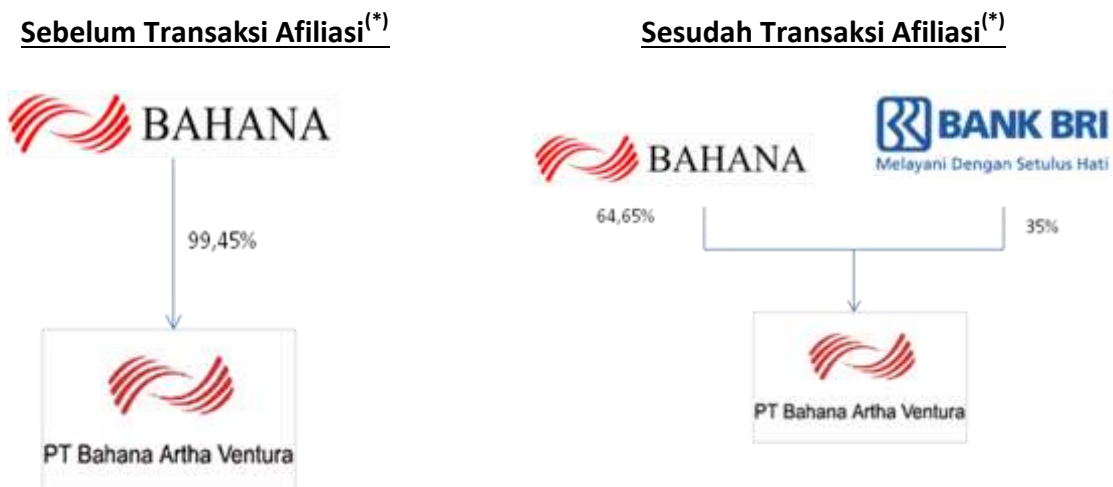 Sebelum Transaksi Afiliasi(*)
Sesudah Transaksi Afiliasi(*)
BAHANA
99,45%
PT Bahana Artha Ventura
BAHANA
BANK BRI
Melayani Dengan Setulus Hati
64,65%
35%
PT Bahana Artha Ventura